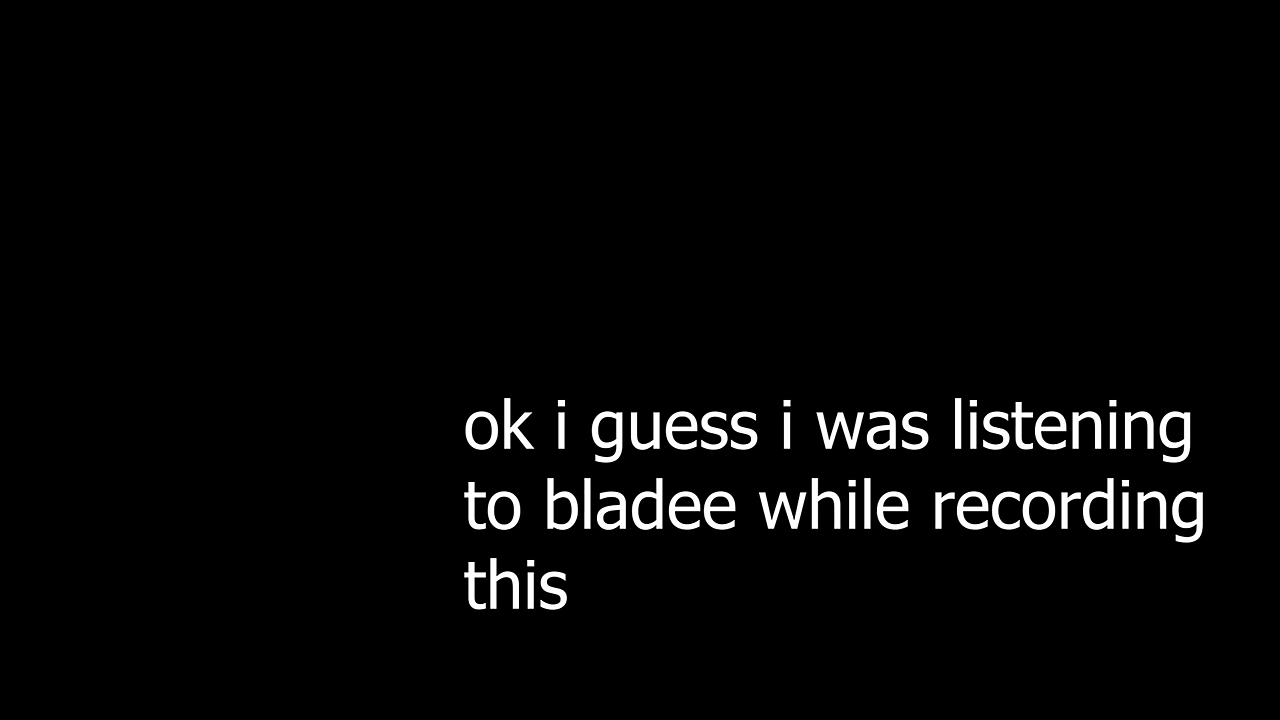 ok i guess i was listening
to bladee while recording
this